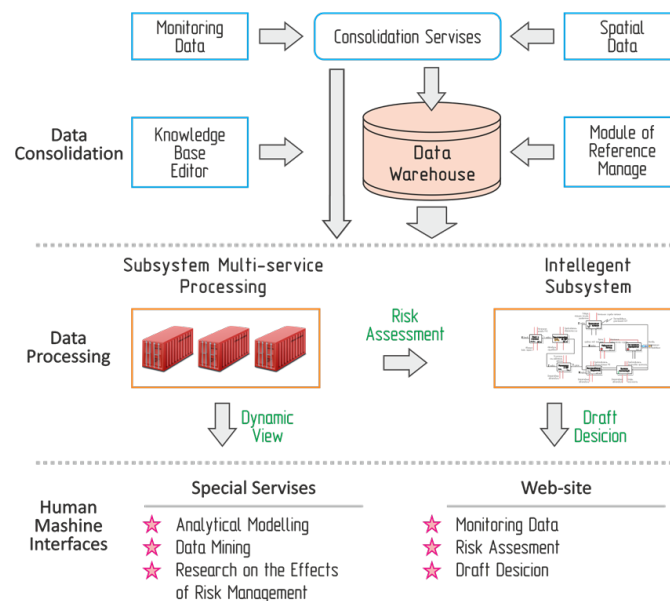 Monitoring
Data
Consolidation Servises
Spatial
Data
Data
Consolidation
Knowledge
Base
Editor
Data
Warehouse
Module of
Reference
Manage
Subsystem Multi-service
Processing
Intellegent
Subsystem
Data
Processing
Risk
Assessment
Dynamic
View
Draft
Desicion
Human
Mashine
Interfaces
Special Servises
Analytical Modelling
Data Mining
Research on the Effects
of Risk Management
Web-site
Monitoring Data
Risk Assesment
Draft Desicion